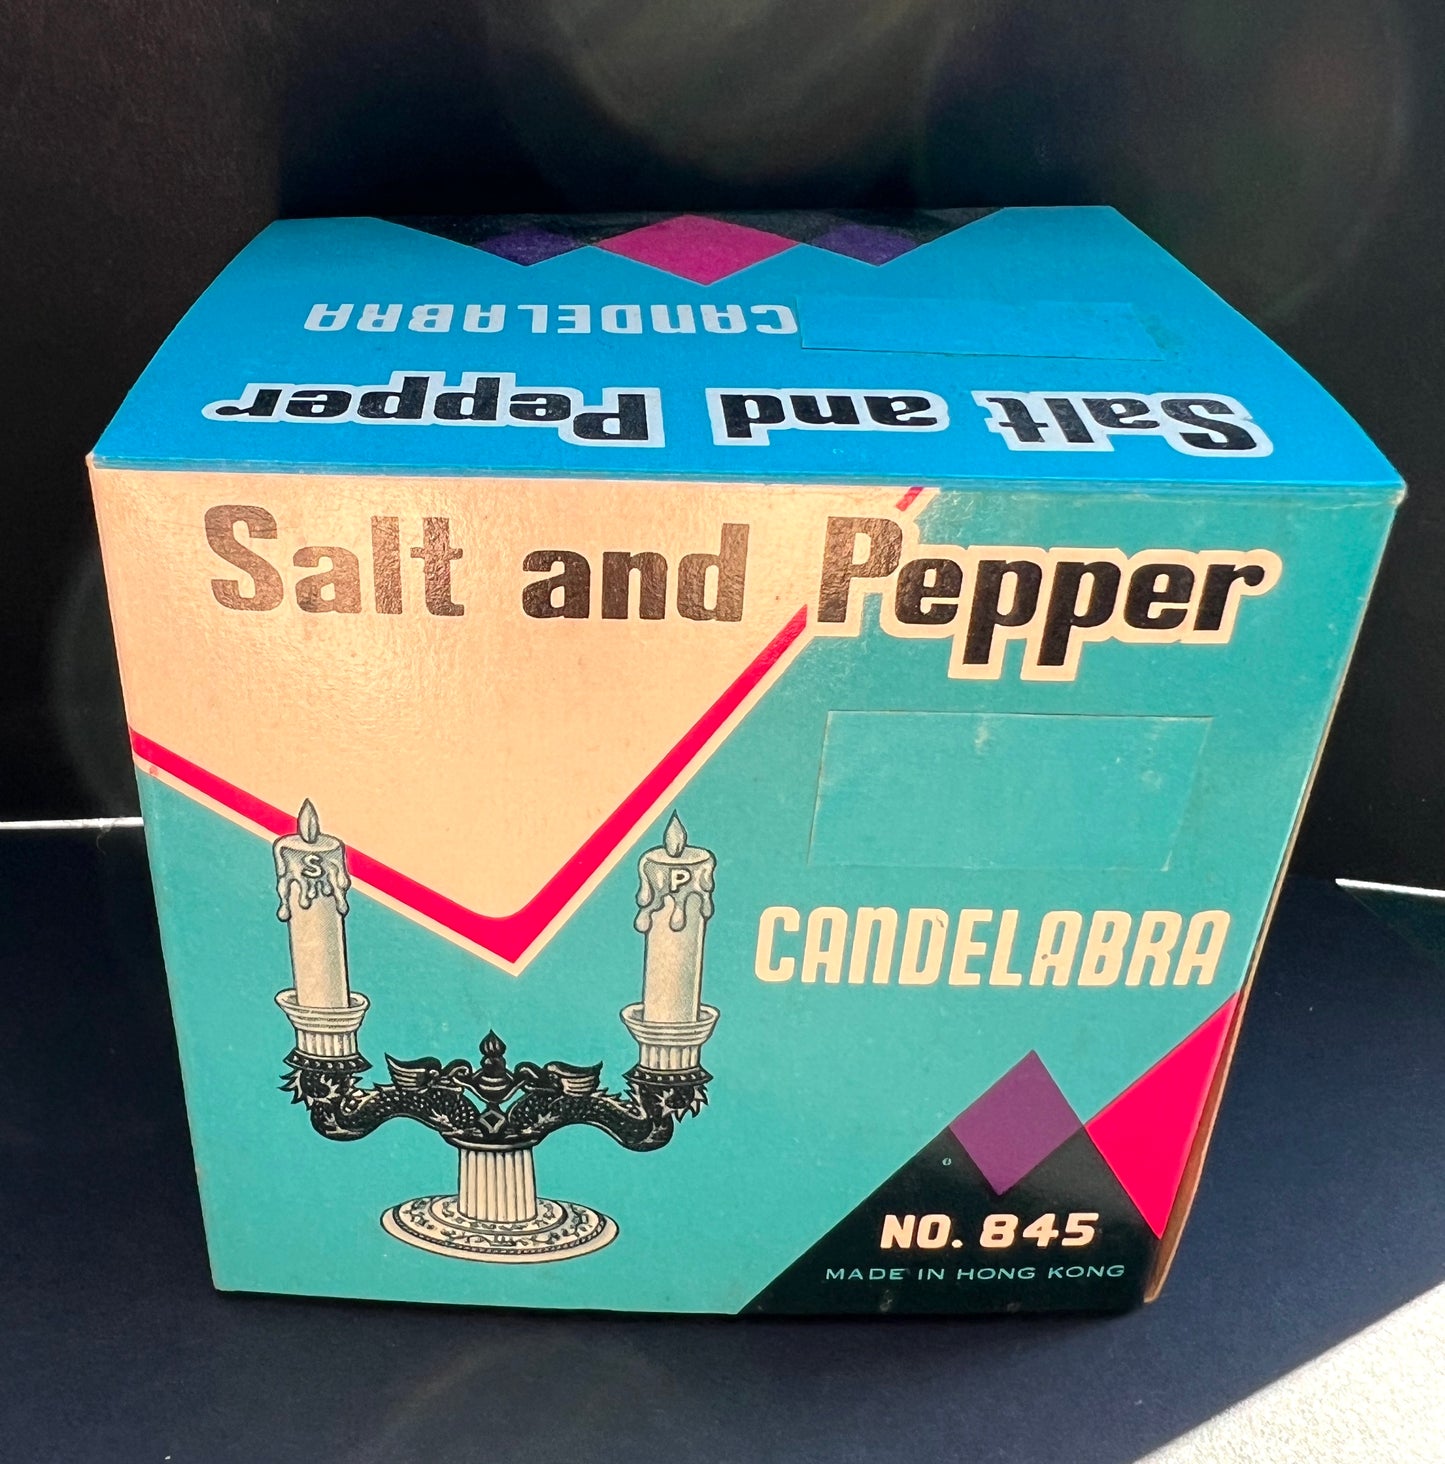 CANDELABRA
Salt and Pepper
Salt and Pepper
S
P
CANDELABRA
NO. 845
MADE IN HONG KONG